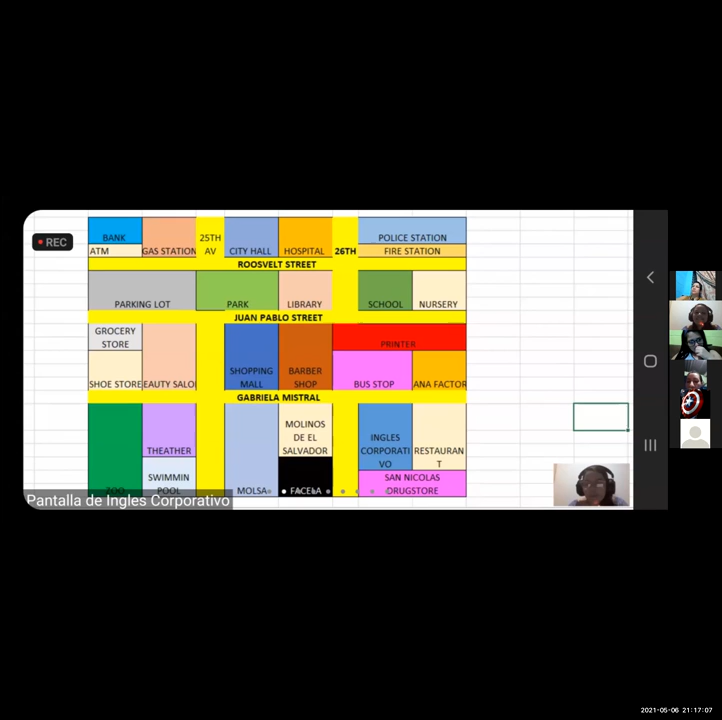 REC
BANK
ATM
GAS STATION
25TH
AV
CITY HALL
HOSPITAL
26TH
POLICE STATION
FIRE STATION
ROOSVELT STREET
PARKING LOT
PARK
LIBRARY
SCHOOL
NURSERY
JUAN PABLO STREET
GROCERY
STORE
SHOE STORE
EAUTY SALO
SHOPPING
MALL
BARBER
SHOP
PRINTER
BUS STOP
ANA FACTOR
GABRIELA MISTRAL
ZOO
THEATHER
SWIMMIN
POOL
MOLSA
MOLINOS
DE EL
SALVADOR
FACELA
INGLES
CORPORATI
VO
RESTAURAN
T
SAN NICOLAS
DRUGSTORE
Pantalla de Ingles Corporativo
2021-05-06 21:17:07